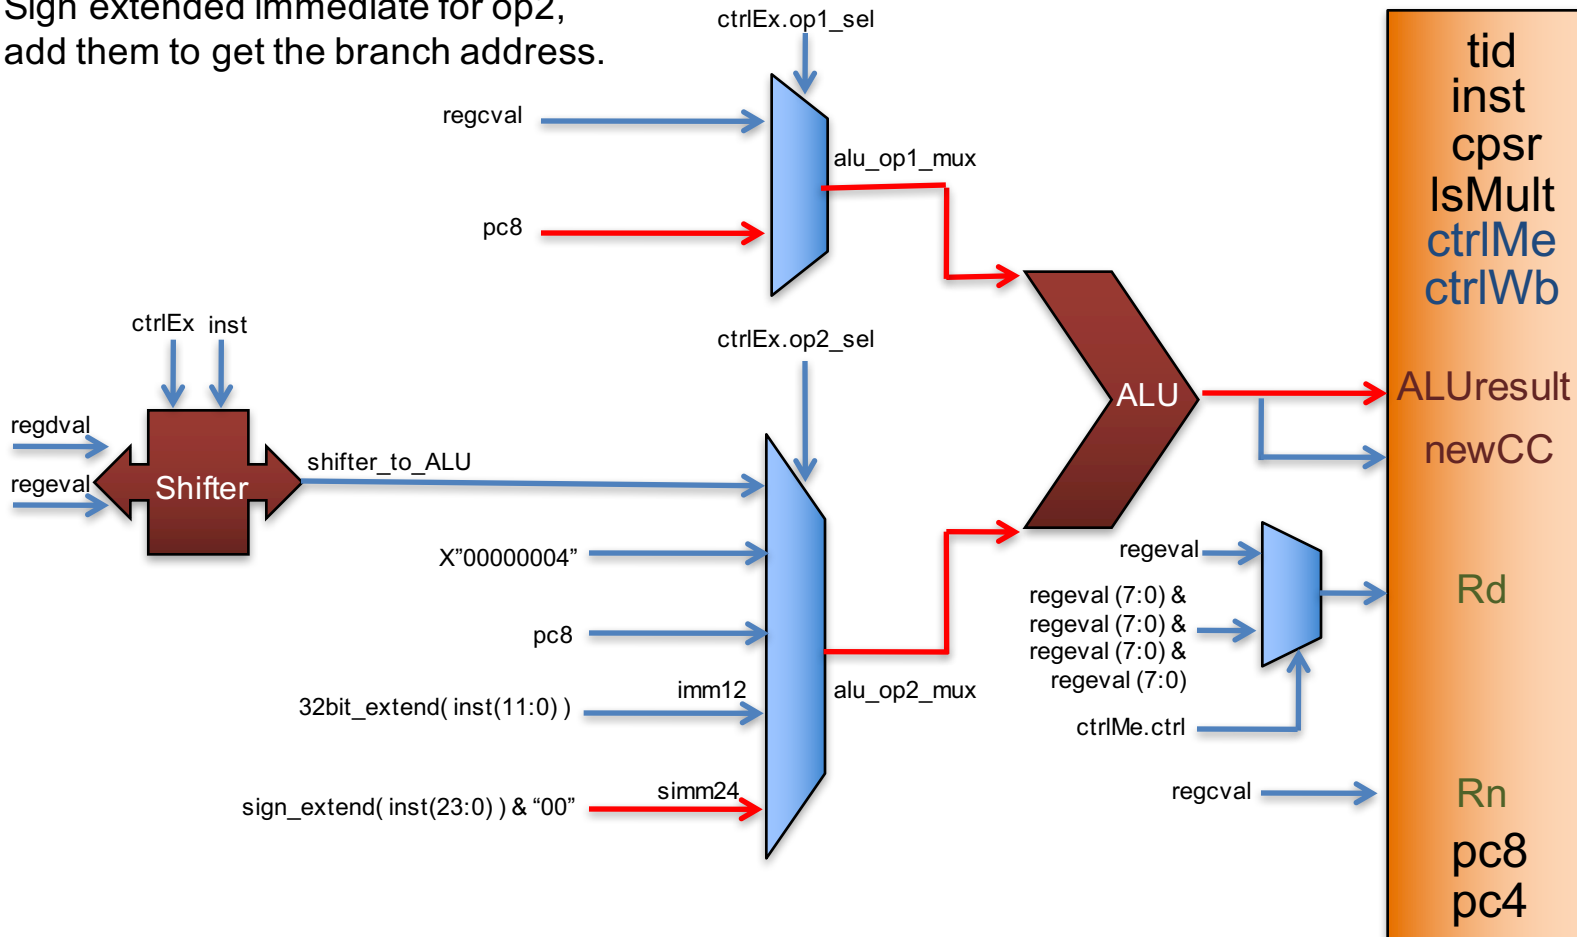 Sign extended immediate for op2,
add them to get the branch address.
ctrlEx.op1_sel
regcval
alu_op1_mux
pc8
ctrlEx inst
ctrlEx.op2_sel
regdval
regeval
Shifter
shifter_to_ALU
X"00000004"
pc8
imm12
32bit_extend( inst(11:0) )
simm24
sign_extend( inst(23:0) ) & "00"
alu_op2_mux
ALU
regeval
regeval (7:0) &
regeval (7:0) &
regeval (7:0) &
regeval (7:0)
ctrlMe.ctrl
regcval
tid
inst
cpsr
lsMult
ctrlMe
ctrlWb
ALUresult
newCC
Rd
Rn
pc8
pc4